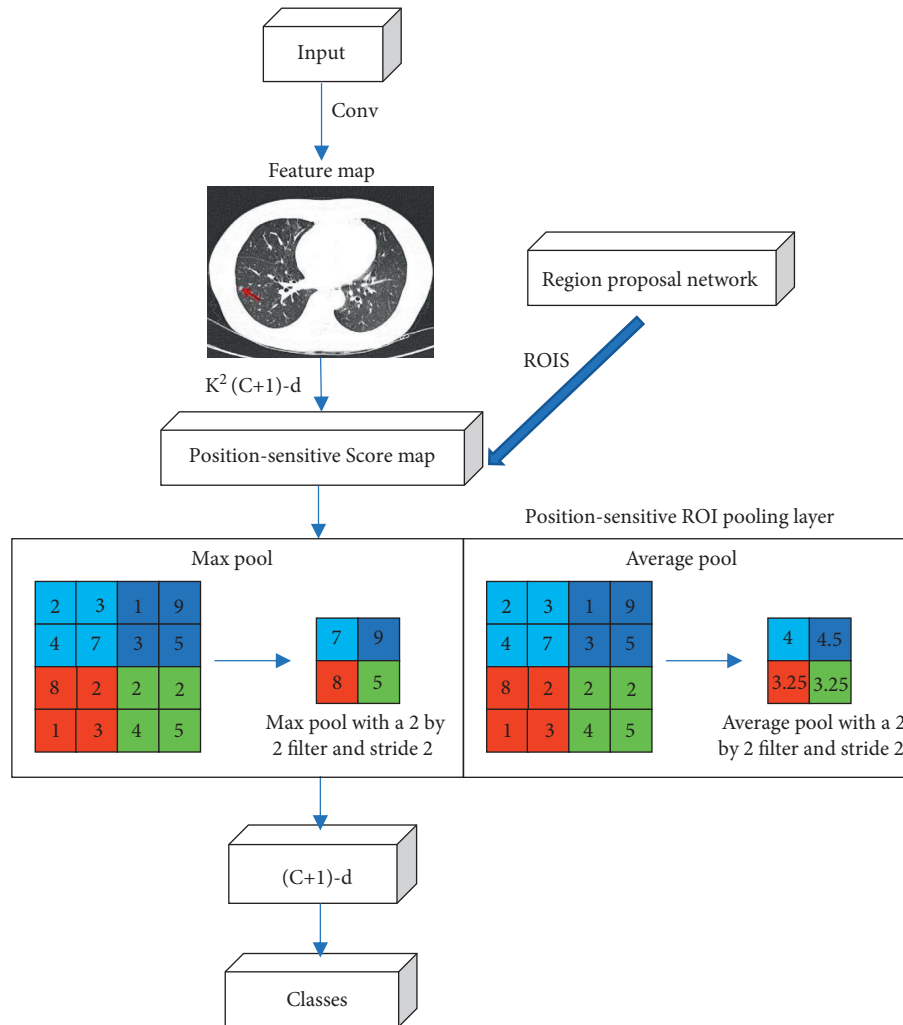 Input
Conv
Feature map
Region proposal network
ROIS
K² (C+1)-d
Position-sensitive Score map
Position-sensitive ROI pooling layer
Max pool
2 3 1 9
4 7 3 5
8 2 2 2
1 3 4 5
7 9
8 5
Max pool with a 2 by
2 filter and stride 2
Average pool
2 3 1 9
4 7 3 5
8 2 2 2
1 3 4 5
4 4.5
3.25 3.25
Average pool with a 2
by 2 filter and stride 2
(C+1)-d
Classes